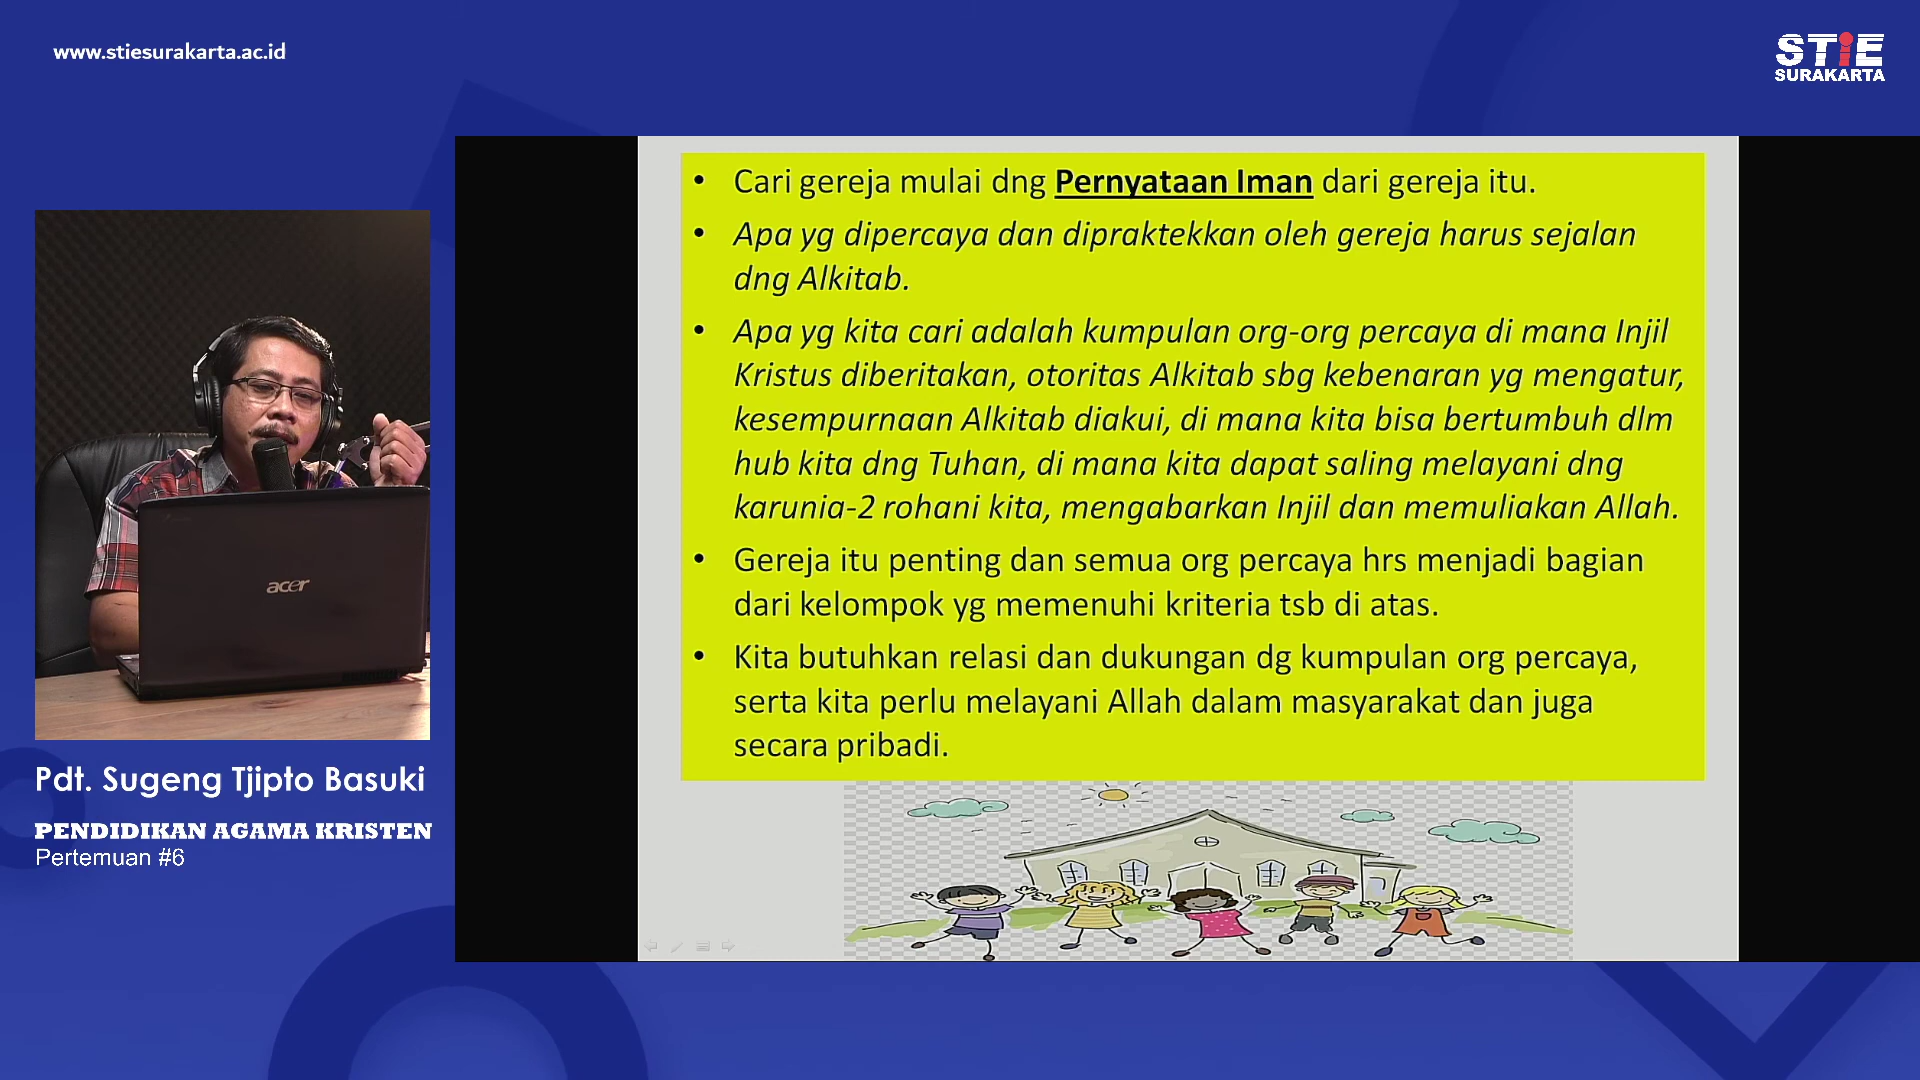 www.stiesurakarta.ac.id
STiE
SURAKARTA
• Cari gereja mulai dng Pernyataan Iman dari gereja itu.
• Apa yg dipercaya dan dipraktekkan oleh gereja harus sejalan
dng Alkitab.
• Apa yg kita cari adalah kumpulan org-org percaya di mana Injil
Kristus diberitakan, otoritas Alkitab sbg kebenaran yg mengatur,
kesempurnaan Alkitab diakui, di mana kita bisa bertumbuh dlm
hub kita dng Tuhan, di mana kita dapat saling melayani dng
karunia-2 rohani kita, mengabarkan Injil dan memuliakan Allah.
• Gereja itu penting dan semua org percaya hrs menjadi bagian
dari kelompok yg memenuhi kriteria tsb di atas.
• Kita butuhkan relasi dan dukungan dg kumpulan org percaya,
serta kita perlu melayani Allah dalam masyarakat dan juga
secara pribadi.
acer
Pdt. Sugeng Tjipto Basuki
PENDIDIKAN AGAMA KRISTEN
Pertemuan #6